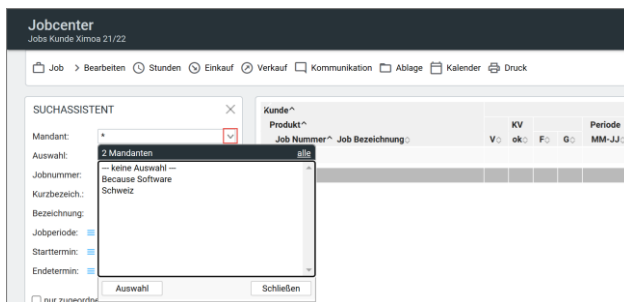 Jobcenter
Jobs Kunde Ximoa 21/22
Job > Bearbeiten Stunden Einkauf Verkauf Kommunikation Ablage Kalender Druck
SUCHASSISTENT
Mandant: *
Auswahl:
Jobnummer:
Kurzbezeich.:
Bezeichnung:
Jobperiode:
Starttermin:
Endetermin:
2 Mandanten alle
--- keine Auswahl ---
Because Software
Schweiz
Auswahl Schließen
Kunde^
Produkt^ KV Periode
Job Nummer^ Job Bezeichnung V ok F G MM-JJ